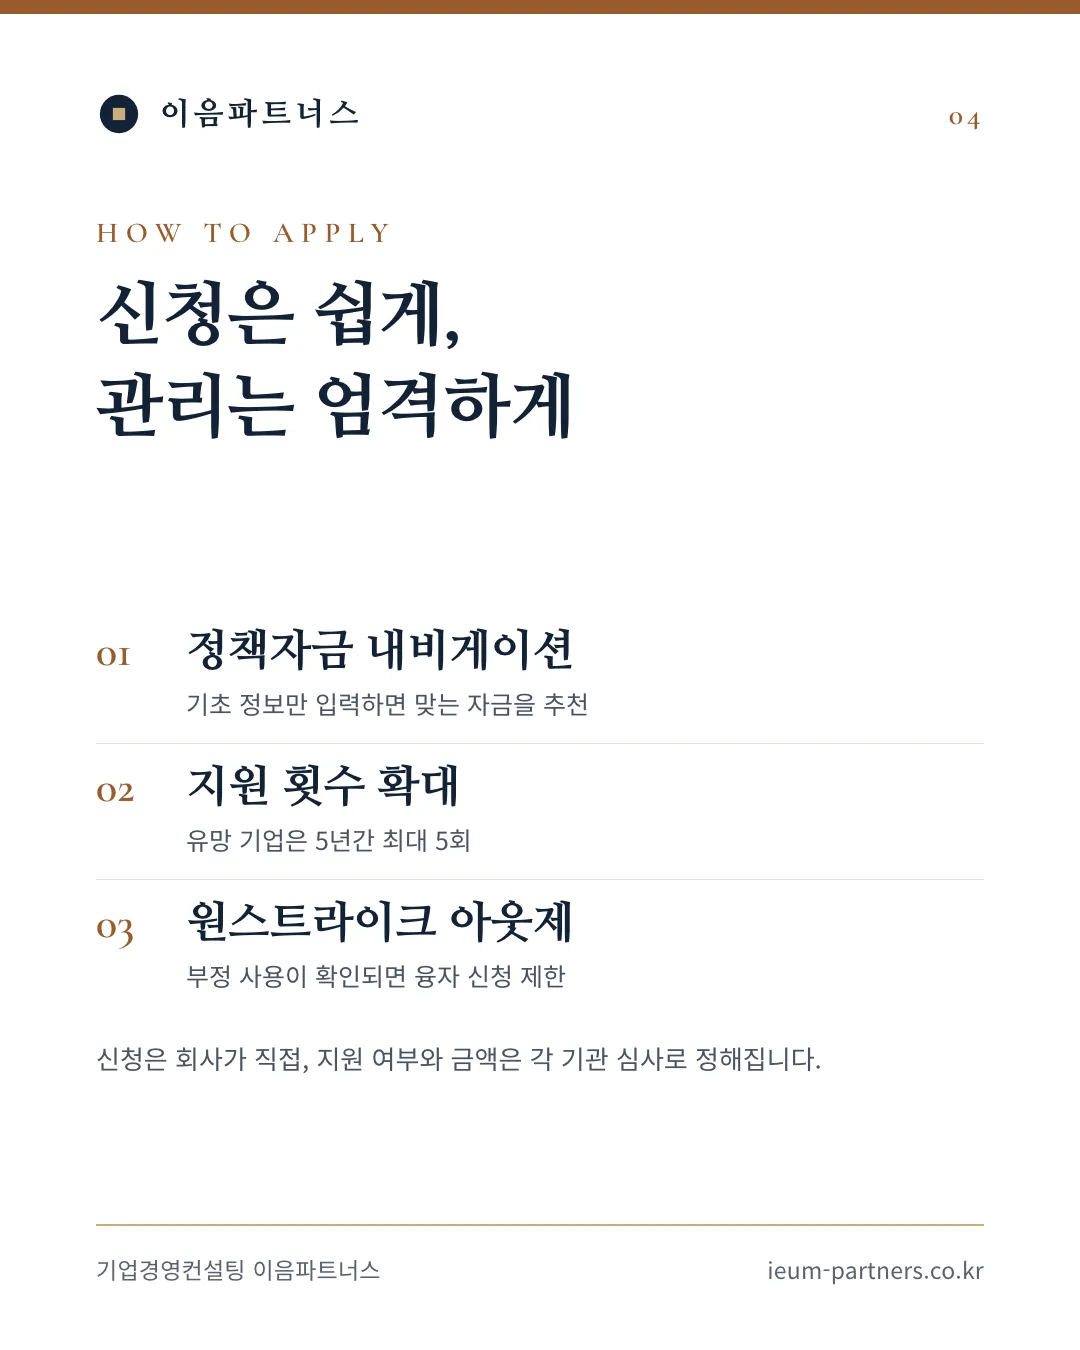 이음파트너스
04
HOW TO APPLY
신청은 쉽게,
관리는 엄격하게
01 정책자금 내비게이션
기초 정보만 입력하면 맞는 자금을 추천
02 지원 횟수 확대
유망 기업은 5년간 최대 5회
03 원스트라이크 아웃제
부정 사용이 확인되면 융자 신청 제한
신청은 회사가 직접, 지원 여부와 금액은 각 기관 심사로 정해집니다.
기업경영컨설팅 이음파트너스
ieum-partners.co.kr